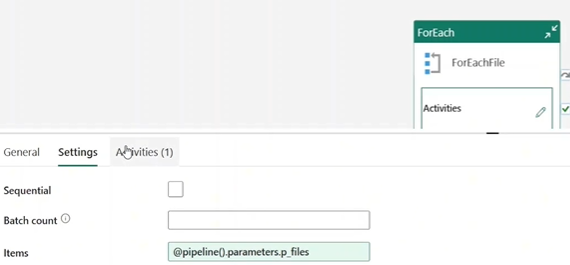 ForEach
ForEachFile
Activities
General Settings Activities (1)
Sequential
Batch count
Items @pipeline().parameters.p_files